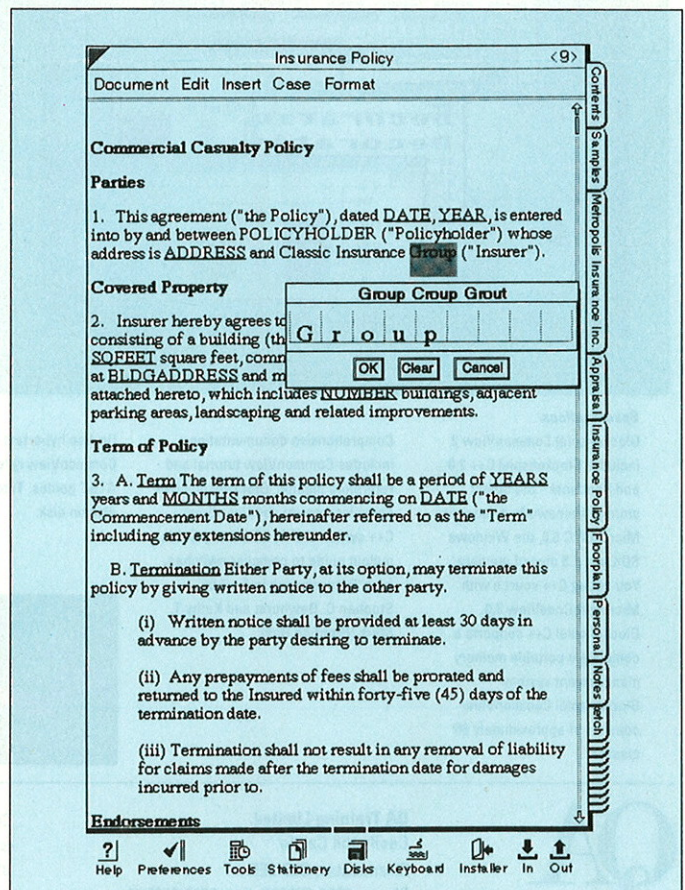 Insurance Policy <9>
Document Edit Insert Case Format
Commercial Casualty Policy
Parties
1. This agreement ("the Policy"), dated DATE, YEAR, is entered
into by and between POLICYHOLDER ("Policyholder") whose
address is ADDRESS and Classic Insurance Group ("Insurer").
Covered Property
2. Insurer hereby agrees to
consisting of a building (th
SQFEET square feet, comm
at BLDGADDRESS and m
attached hereto, which includes NUMBER buildings, adjacent
parking areas, landscaping and related improvements.
Group Croup Grout
Group
OK Clear Cancel
Term of Policy
3. A. Term The term of this policy shall be a period of YEARS
years and MONTHS months commencing on DATE ("the
Commencement Date"), hereinafter referred to as the "Term"
including any extensions hereunder.
B. Termination Either Party, at its option, may terminate this
policy by giving written notice to the other party.
(i) Written notice shall be provided at least 30 days in
advance by the party desiring to terminate.
(ii) Any prepayments of fees shall be prorated and
returned to the Insured within forty-five (45) days of the
termination date.
(iii) Termination shall not result in any removal of liability
for claims made after the termination date for damages
incurred prior to.
Endorsements
Contents
Samples
Metropolis Insurance Inc.
Appraisal
Insurance Policy
Floorplan
Personal
Notes
Help Preferences Tools Stationery Disks Keyboard Installer In Out